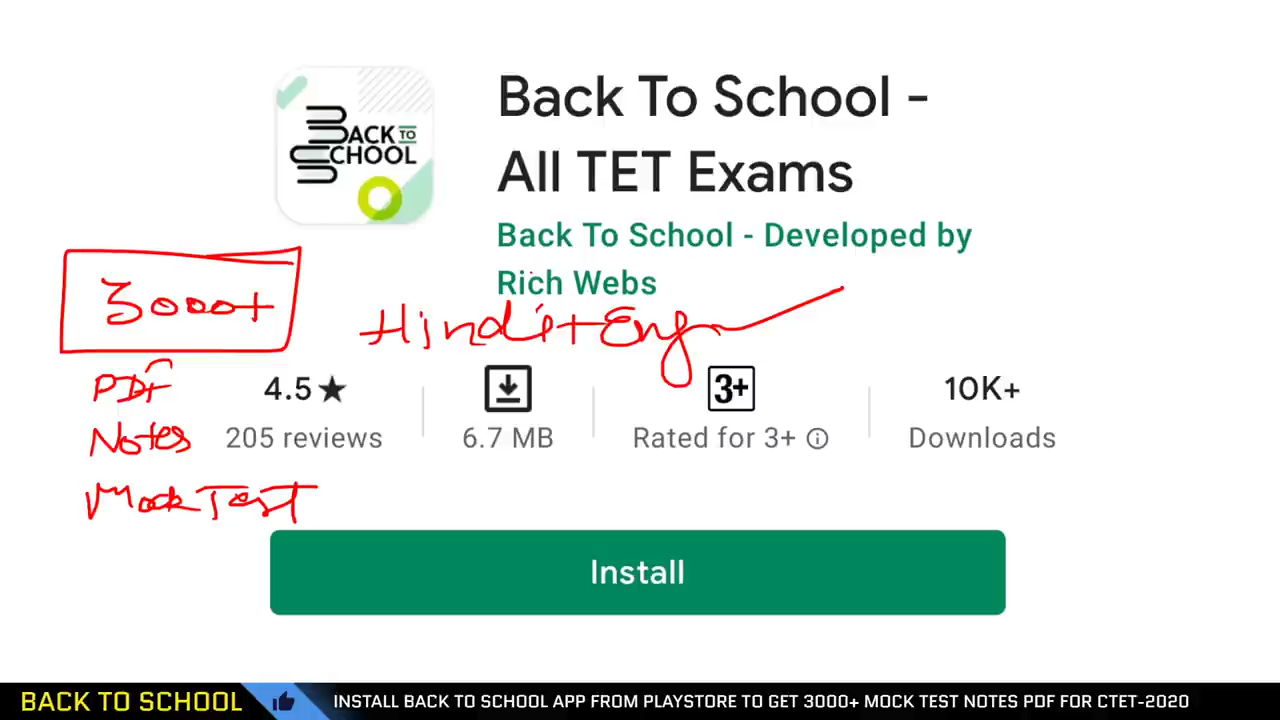 BACK TO
SCHOOL
Back To School -
All TET Exams
Back To School - Developed by
Rich Webs
3000+
Hindi+Eng
PDF
Notes
Mock Test
4.5★
205 reviews
6.7 MB
3+
Rated for 3+
10K+
Downloads
Install
BACK TO SCHOOL
INSTALL BACK TO SCHOOL APP FROM PLAYSTORE TO GET 3000+ MOCK TEST NOTES PDF FOR CTET-2020